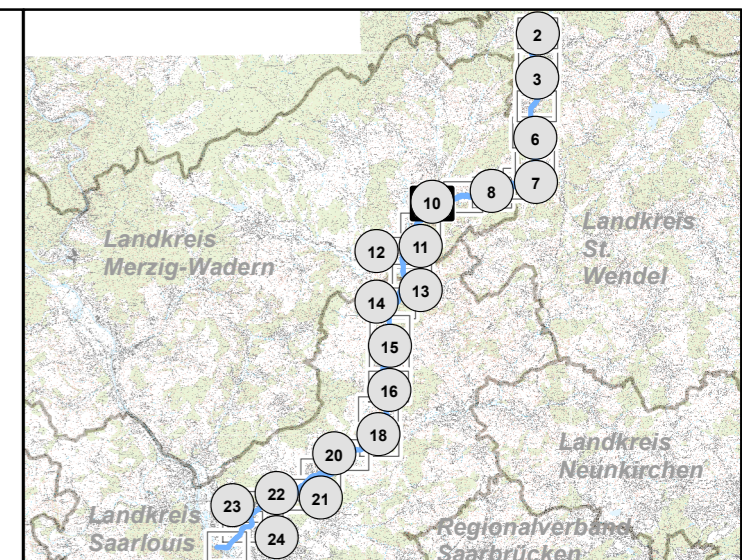 2
3
6
7
8
10
Landkreis
St.
Wendel
Landkreis
Merzig-Wadern
11
12
13
14
15
16
18
Landkreis
Neunkirchen
20
21
22
23
24
Landkreis
Saarlouis
Regionalverband
Saarbrücken